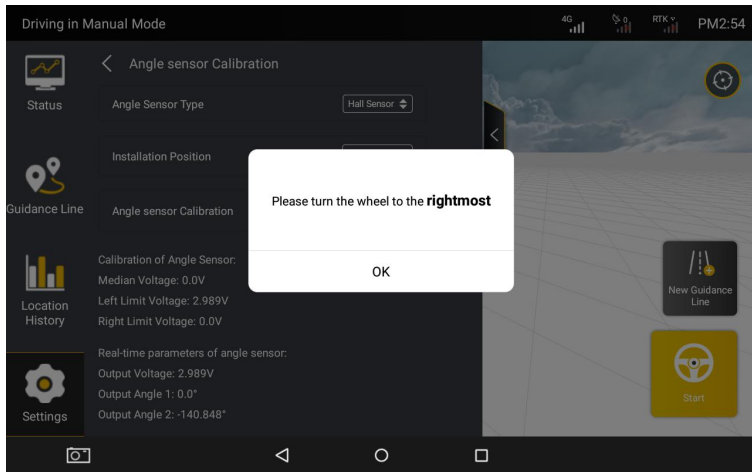 Driving in Manual Mode
4G
0
RTK
PM2:54
Status
Angle sensor Calibration
Angle Sensor Type
Hall Sensor
Installation Position
Guidance Line
Angle sensor Calibration
Please turn the wheel to the rightmost
OK
Calibration of Angle Sensor:
Median Voltage: 0.0V
Left Limit Voltage: 2.989V
Right Limit Voltage: 0.0V
Location
History
New Guidance
Line
Real-time parameters of angle sensor:
Output Voltage: 2.989V
Output Angle 1: 0.0°
Output Angle 2: -140.848°
Settings
Start